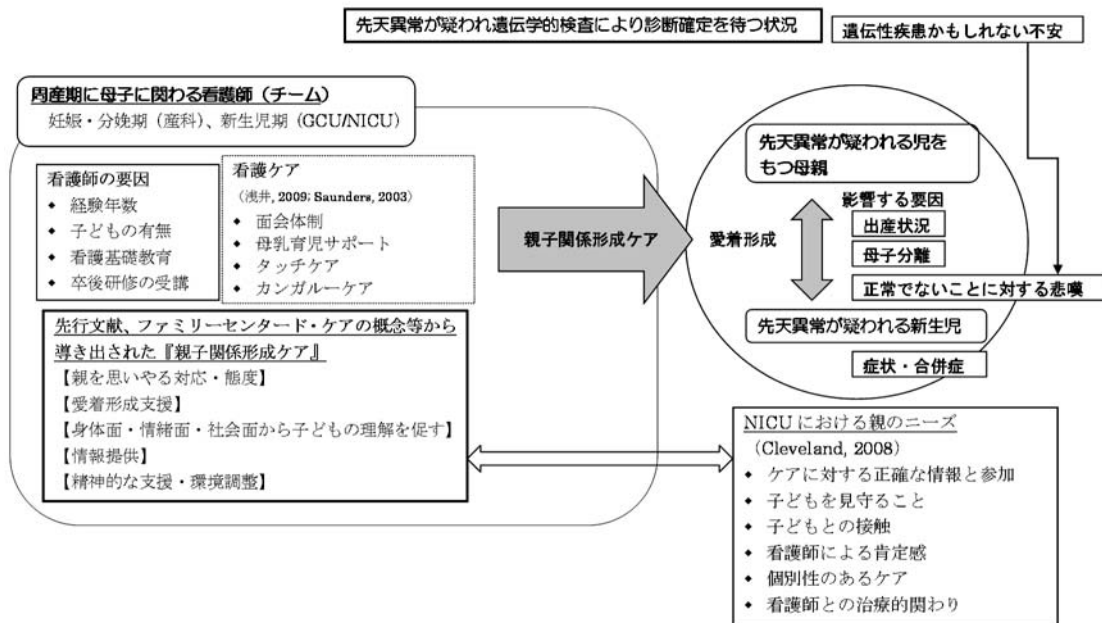 先天異常が疑われ遺伝学的検査により診断確定を待つ状況
遺伝性疾患かもしれない不安
周産期に母子に関わる看護師（チーム）
妊娠・分娩期（産科）、新生児期（GCU/NICU）
看護師の要因
◆ 経験年数
◆ 子どもの有無
◆ 看護基礎教育
◆ 卒後研修の受講
看護ケア
（浅井, 2009; Saunders, 2003）
◆ 面会体制
◆ 母乳育児サポート
◆ タッチケア
◆ カンガルーケア
先行文献、ファミリーセンタード・ケアの概念等から
導き出された『親子関係形成ケア』
【親を思いやる対応・態度】
【愛着形成支援】
【身体面・情緒面・社会面から子どもの理解を促す】
【情報提供】
【精神的な支援・環境調整】
親子関係形成ケア
先天異常が疑われる児を
もつ母親
愛着形成
影響する要因
出産状況
母子分離
正常でないことに対する悲嘆
先天異常が疑われる新生児
症状・合併症
NICU における親のニーズ
（Cleveland, 2008）
◆ ケアに対する正確な情報と参加
◆ 子どもを見守ること
◆ 子どもとの接触
◆ 看護師による肯定感
◆ 個別性のあるケア
◆ 看護師との治療的関わり